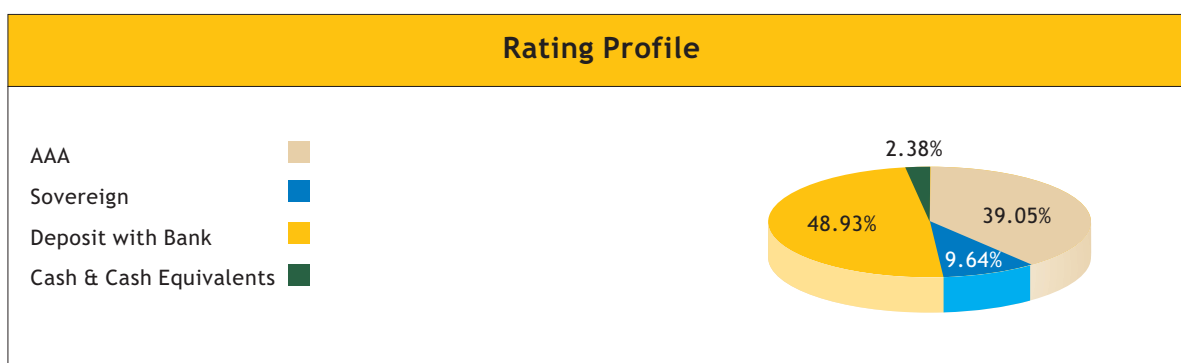 Rating Profile
AAA
Sovereign
Deposit with Bank
Cash & Cash Equivalents
2.38%
39.05%
48.93%
9.64%